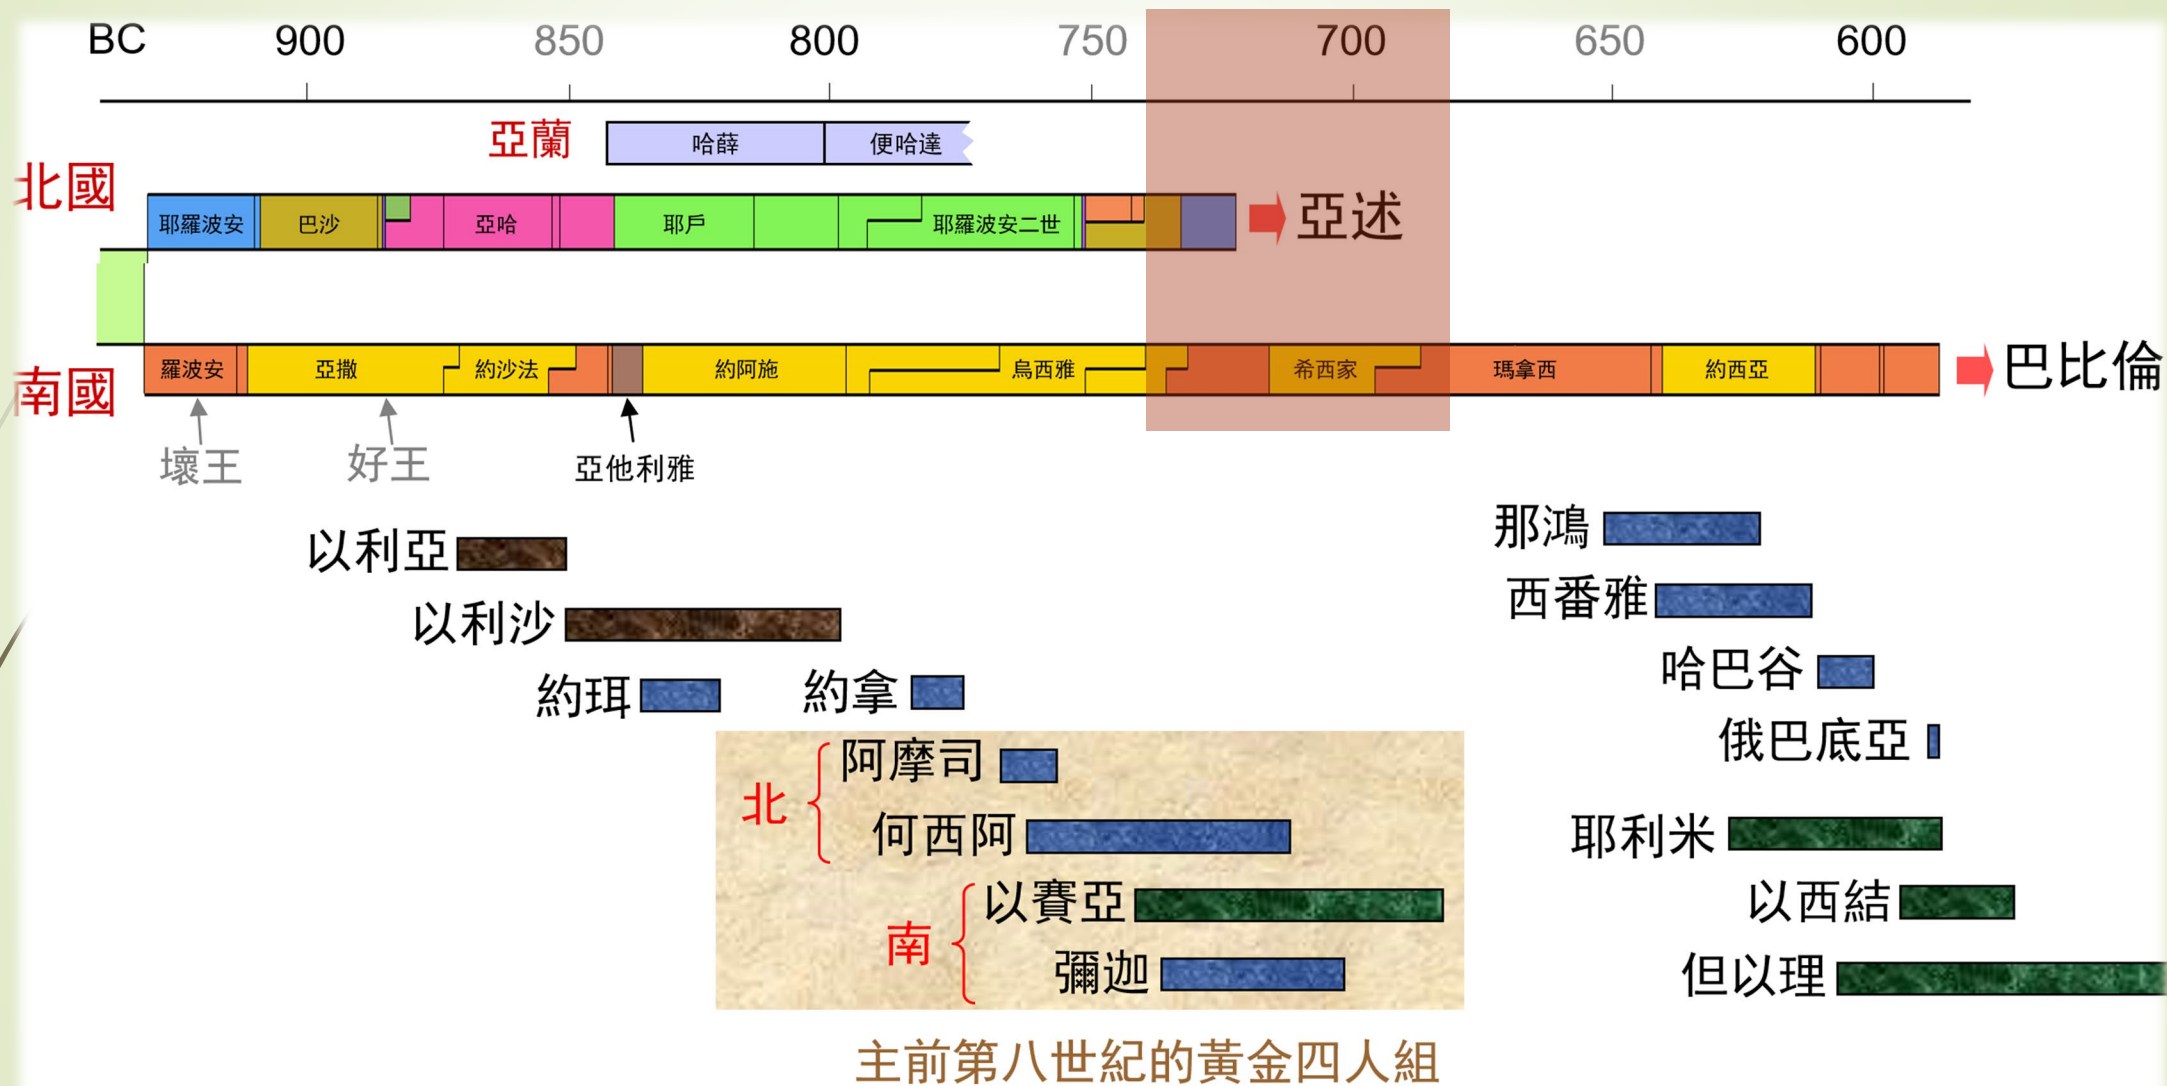 BC 900 850 800 750 700 650 600
亞蘭 哈薛 便哈達
北國
耶羅波安 巴沙 亞哈 耶戶 耶羅波安二世 亞述
南國
羅波安 亞撒 約沙法 約阿施 烏西雅 希西家 瑪拿西 約西亞 巴比倫
壞王 好王 亞他利雅
以利亞
以利沙
約珥 約拿
北
阿摩司
何西阿
南
以賽亞
彌迦
主前第八世紀的黃金四人組
那鴻
西番雅
哈巴谷
俄巴底亞
耶利米
以西結
但以理